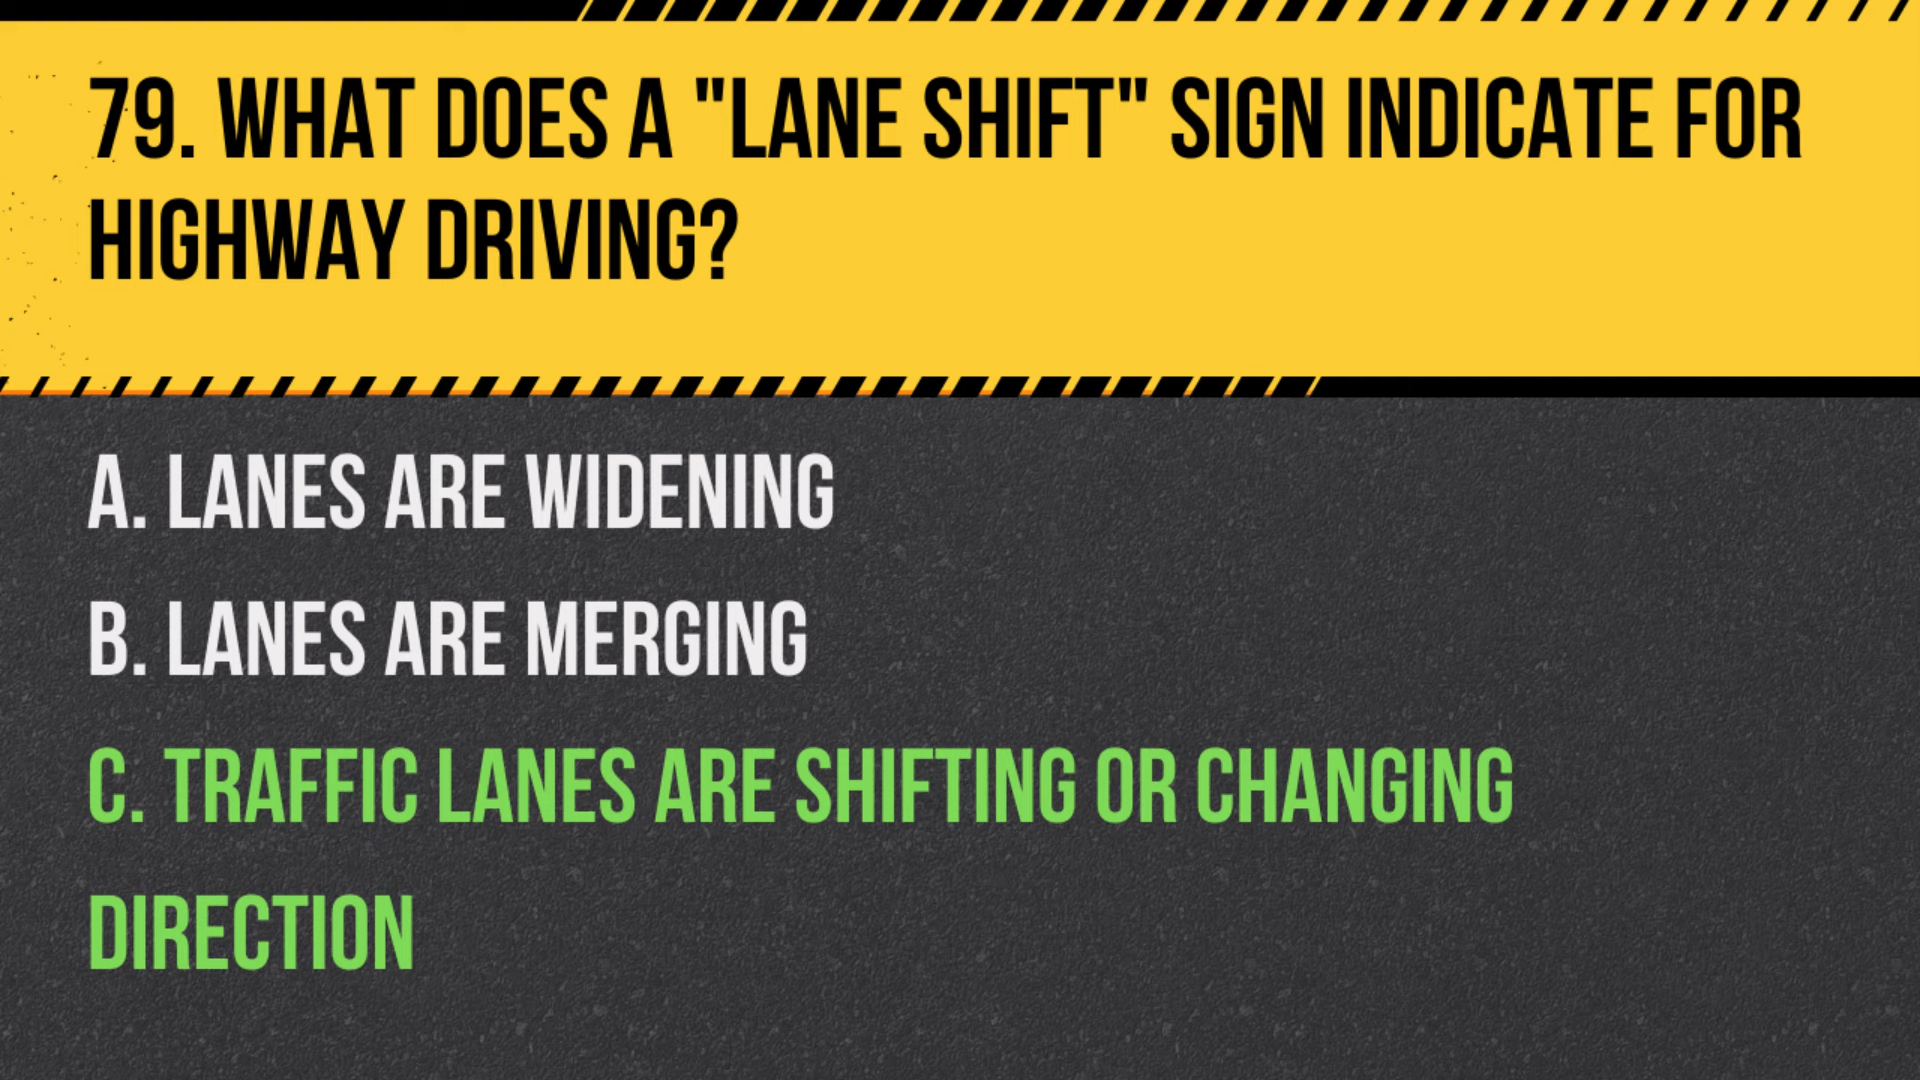 79. WHAT DOES A "LANE SHIFT" SIGN INDICATE FOR
HIGHWAY DRIVING?
A. LANES ARE WIDENING
B. LANES ARE MERGING
C. TRAFFIC LANES ARE SHIFTING OR CHANGING
DIRECTION